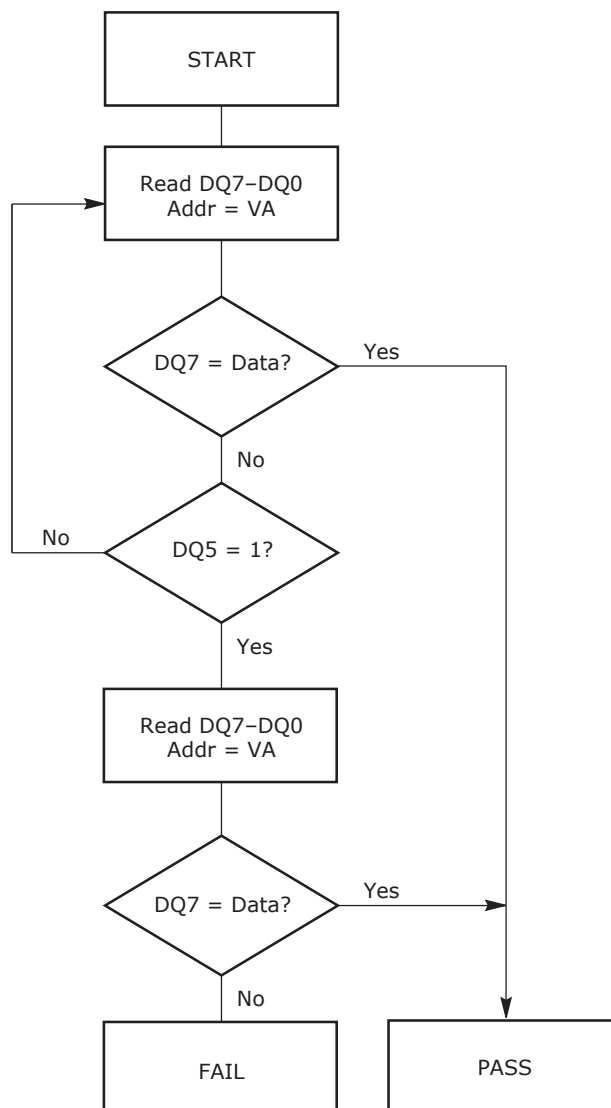 START
Read DQ7–DQ0
Addr = VA
DQ7 = Data?
Yes
No
No
DQ5 = 1?
Yes
Read DQ7–DQ0
Addr = VA
DQ7 = Data?
Yes
No
FAIL
PASS